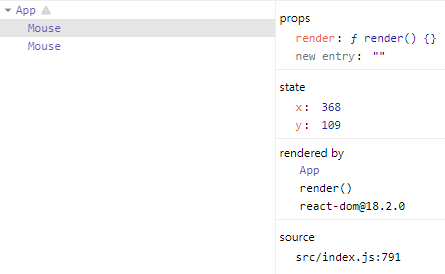 App
Mouse
Mouse
props
render: ƒ render() {}
new entry: ""
state
x: 368
y: 109
rendered by
App
render()
react-dom@18.2.0
source
src/index.js:791